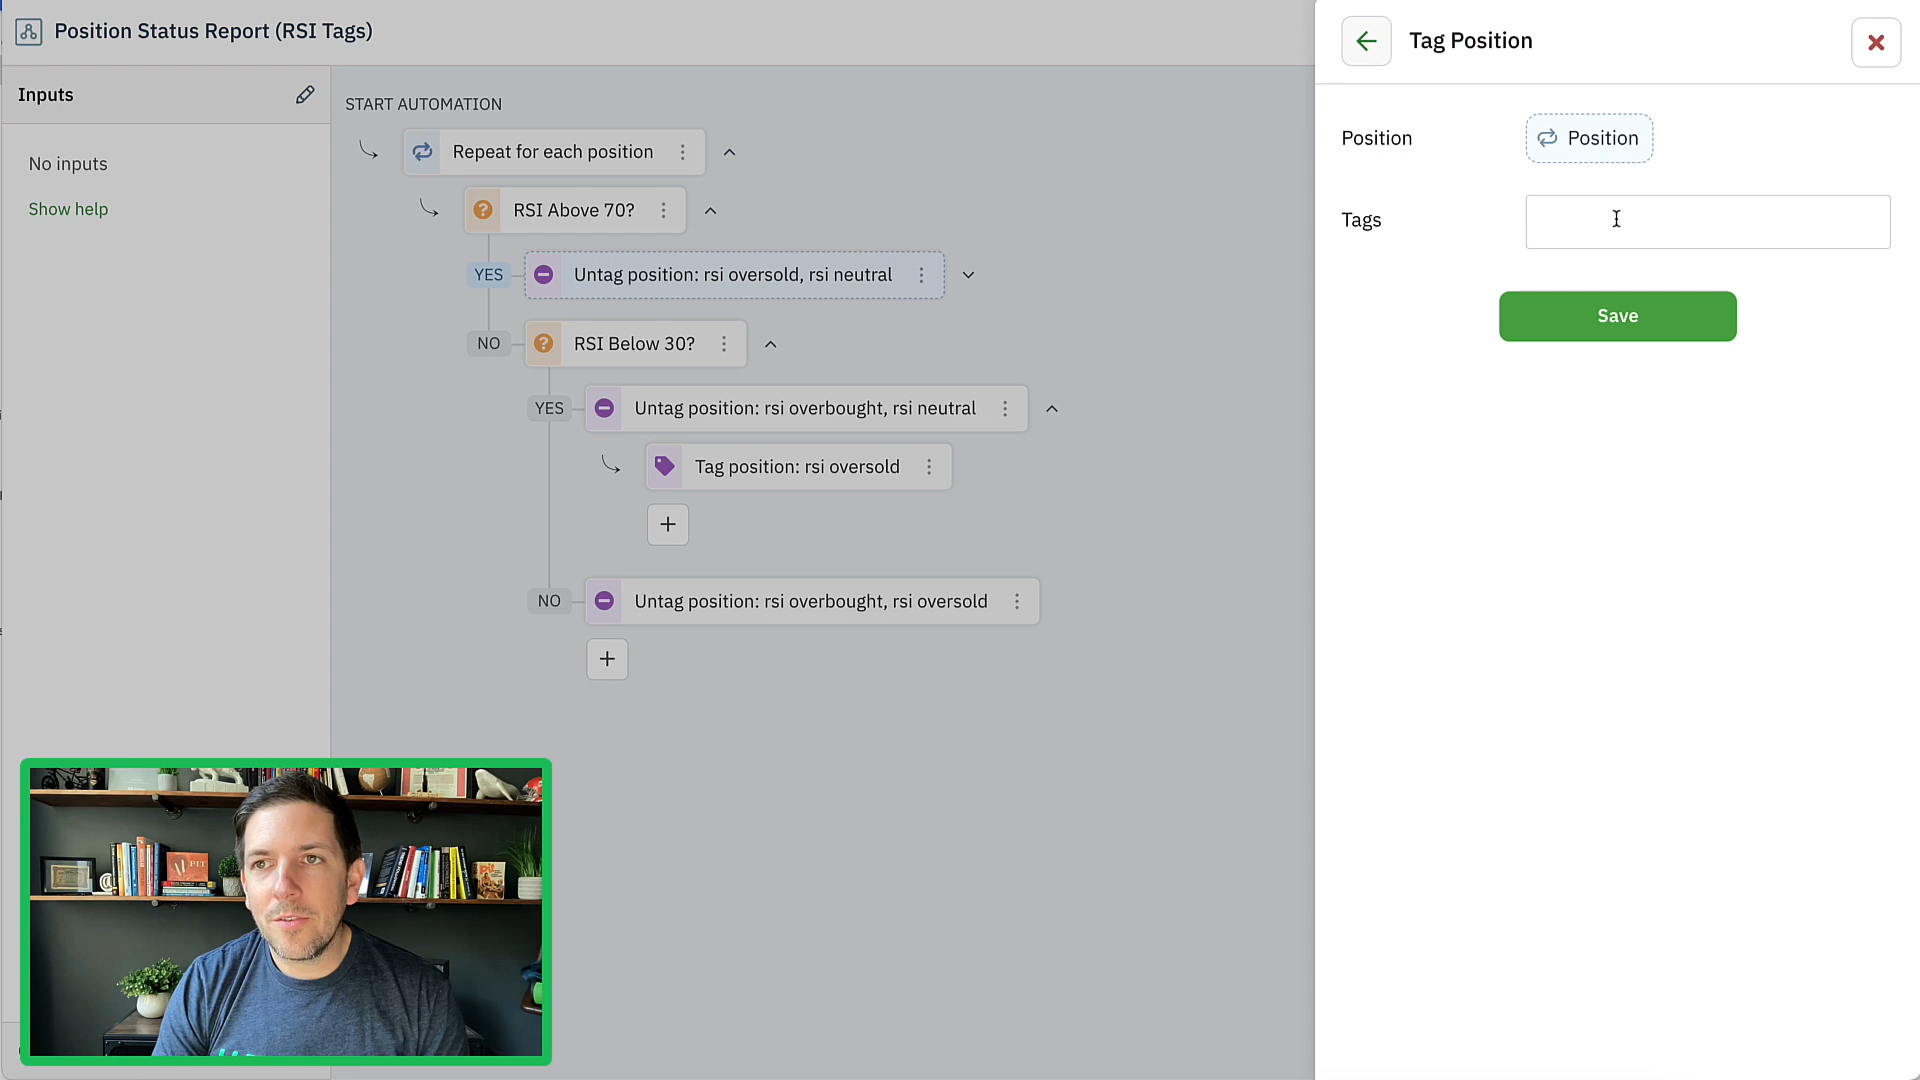 Position Status Report (RSI Tags)
Inputs
No inputs
Show help
START AUTOMATION
Repeat for each position
RSI Above 70?
YES
Untag position: rsi oversold, rsi neutral
NO
RSI Below 30?
YES
Untag position: rsi overbought, rsi neutral
Tag position: rsi oversold
NO
Untag position: rsi overbought, rsi oversold
Tag Position
Position
Position
Tags
Save
PIT